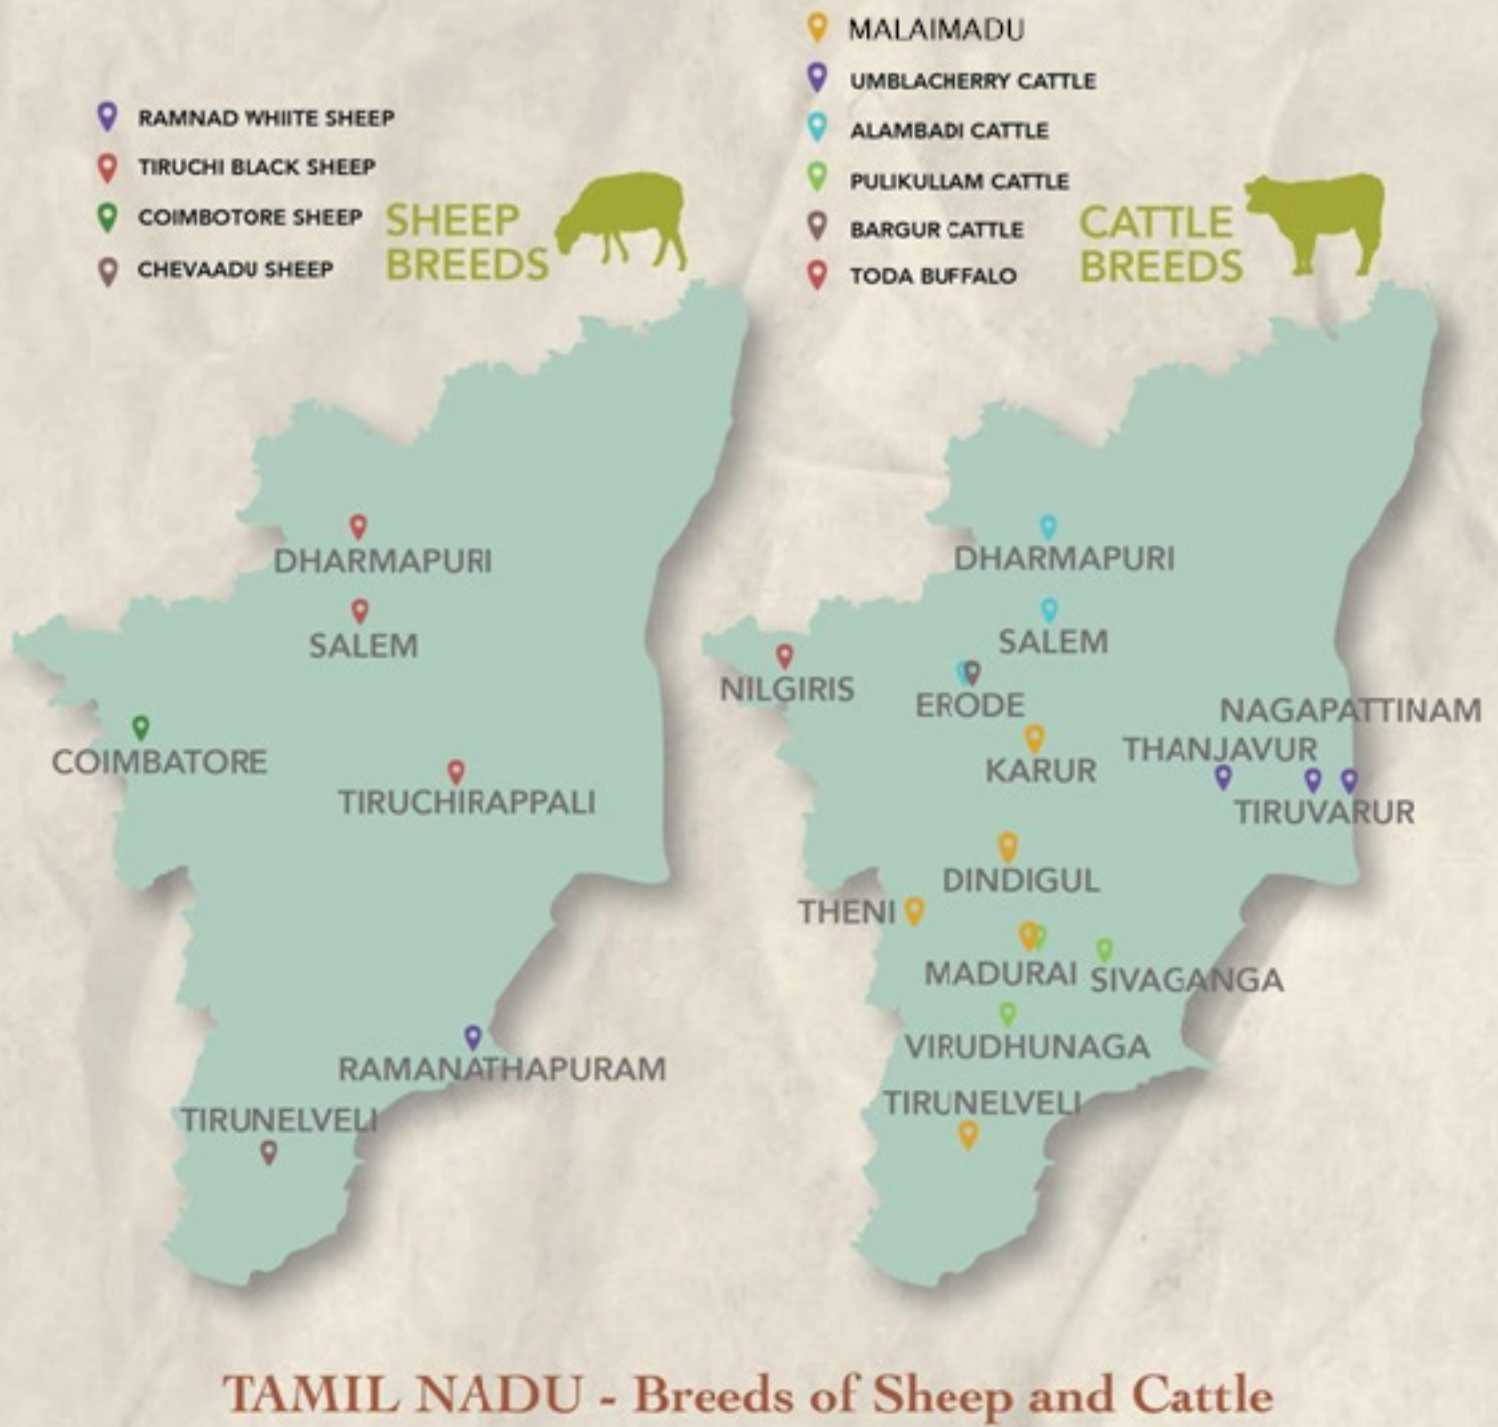 RAMNAD WHIITE SHEEP
TIRUCHI BLACK SHEEP
COIMBOTORE SHEEP
CHEVAADU SHEEP
SHEEP
BREEDS
DHARMAPURI
SALEM
COIMBATORE
TIRUCHIRAPPALI
RAMANATHAPURAM
TIRUNELVELI
MALAIMADU
UMBLACHERRY CATTLE
ALAMBADI CATTLE
PULIKULLAM CATTLE
BARGUR CATTLE
TODA BUFFALO
CATTLE
BREEDS
DHARMAPURI
SALEM
NILGIRIS
ERODE
NAGAPATTINAM
THANJAVUR
KARUR
TIRUVARUR
DINDIGUL
THENI
MADURAI
SIVAGANGA
VIRUDHUNAGA
TIRUNELVELI
TAMIL NADU - Breeds of Sheep and Cattle